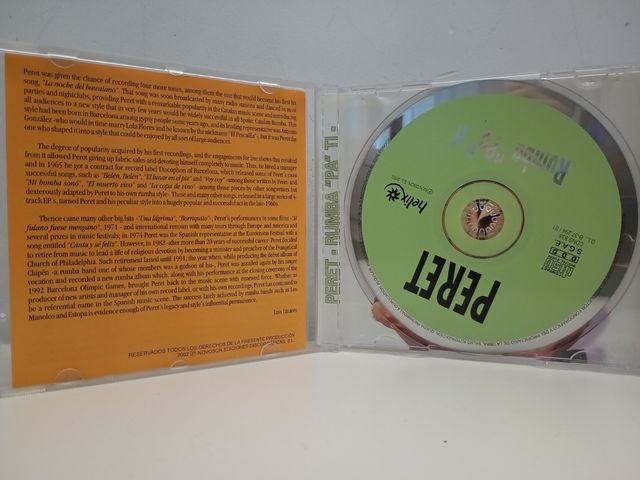 Peret was given the chance of recording four more tunes, among them the one that would become his first hit
song, "La noche del hawaiano". That song was soon broadcasted by many radio stations and danced in most
parties and nightclubs, providing Peret with a remarkable popularity in the Catalan music scene and introducing
all audiences to a new style that in very few years would be widely successful in all Spain: Catalan Rumba. This
style had been born in Barcelona among gypsy people some years ago, and its leading representative was Antonio
González -who would in time marry Lola Flores and be known by the nickname "El Pescailla"-, but it was Peret the
one who shaped it into a style that could be enjoyed by all sort of large audiences.
The degree of popularity acquired by his first recordings, and the engagements for live shows that resulted
from it allowed Peret giving up fabric sales and devoting himself completely to music. Thus, he hired a manager
and in 1965 he got a contract for record label Discophon of Barcelona, which released some of Peret's most
successful songs, such as "Belén, Belén", "El lunar en el pie" and "Voy voy" -among those written by Peret- and
"Mi bomba sonó", "El muerto vivo" and "La copa de vino" -among those pieces by other songwriters he
dexterously adapted by Peret to his own rumba style-. These and many other songs, released in a large series of 4-
track EP's, turned Peret and his peculiar style into a hugely popular and successful act in the late-1960s.
Thence came many other big hits -"Una lágrima", "Borriquito"-, Peret's performances in some films -"Si
fulano fuese mengano", 1971- and international renown with many tours through Europe and America and
several prizes in music festivals; in 1974 Peret was the Spanish representative at the Eurovision Festival with a
song entitled "Canta y sé feliz". However, in 1982 -after more than 20 years of successful career- Peret decided
to retire from music to lead a life of religious devotion by becoming a minister and preacher of the Evangelist
Church of Philadelphia. Such retirement lasted until 1991, the year when, while producing the debut album of
Chipén -a rumba band one of whose members was a godson of his-, Peret was assailed again by his singer
vocation and recorded a new rumba album which, along with his performance at the closing ceremony of the
1992 Barcelona Olimpic Games, brought Peret back to the music scene with renewed force. Whether as
producer of new artists and manager of his own record label, or with his own recordings, Peret has continued to
be a referential name in the Spanish music scene. The success lately achieved by rumba bands such as Los
Manolos and Estopa is evidence enough of Peret's legacy and style's influential permanence.
Luis Linares
RESERVADOS TODOS LOS DERECHOS DE LA PRESENTE PRODUCCIÓN.
2002 NOVOSON EDICIONES DISCOGRÁFICAS, S.L.
PERET - RUMBA "PA" TI -
Rumba "Pa" Ti
helix
NOVOSON, S.L. 2002
PERET
D D D
S.G.A.E.